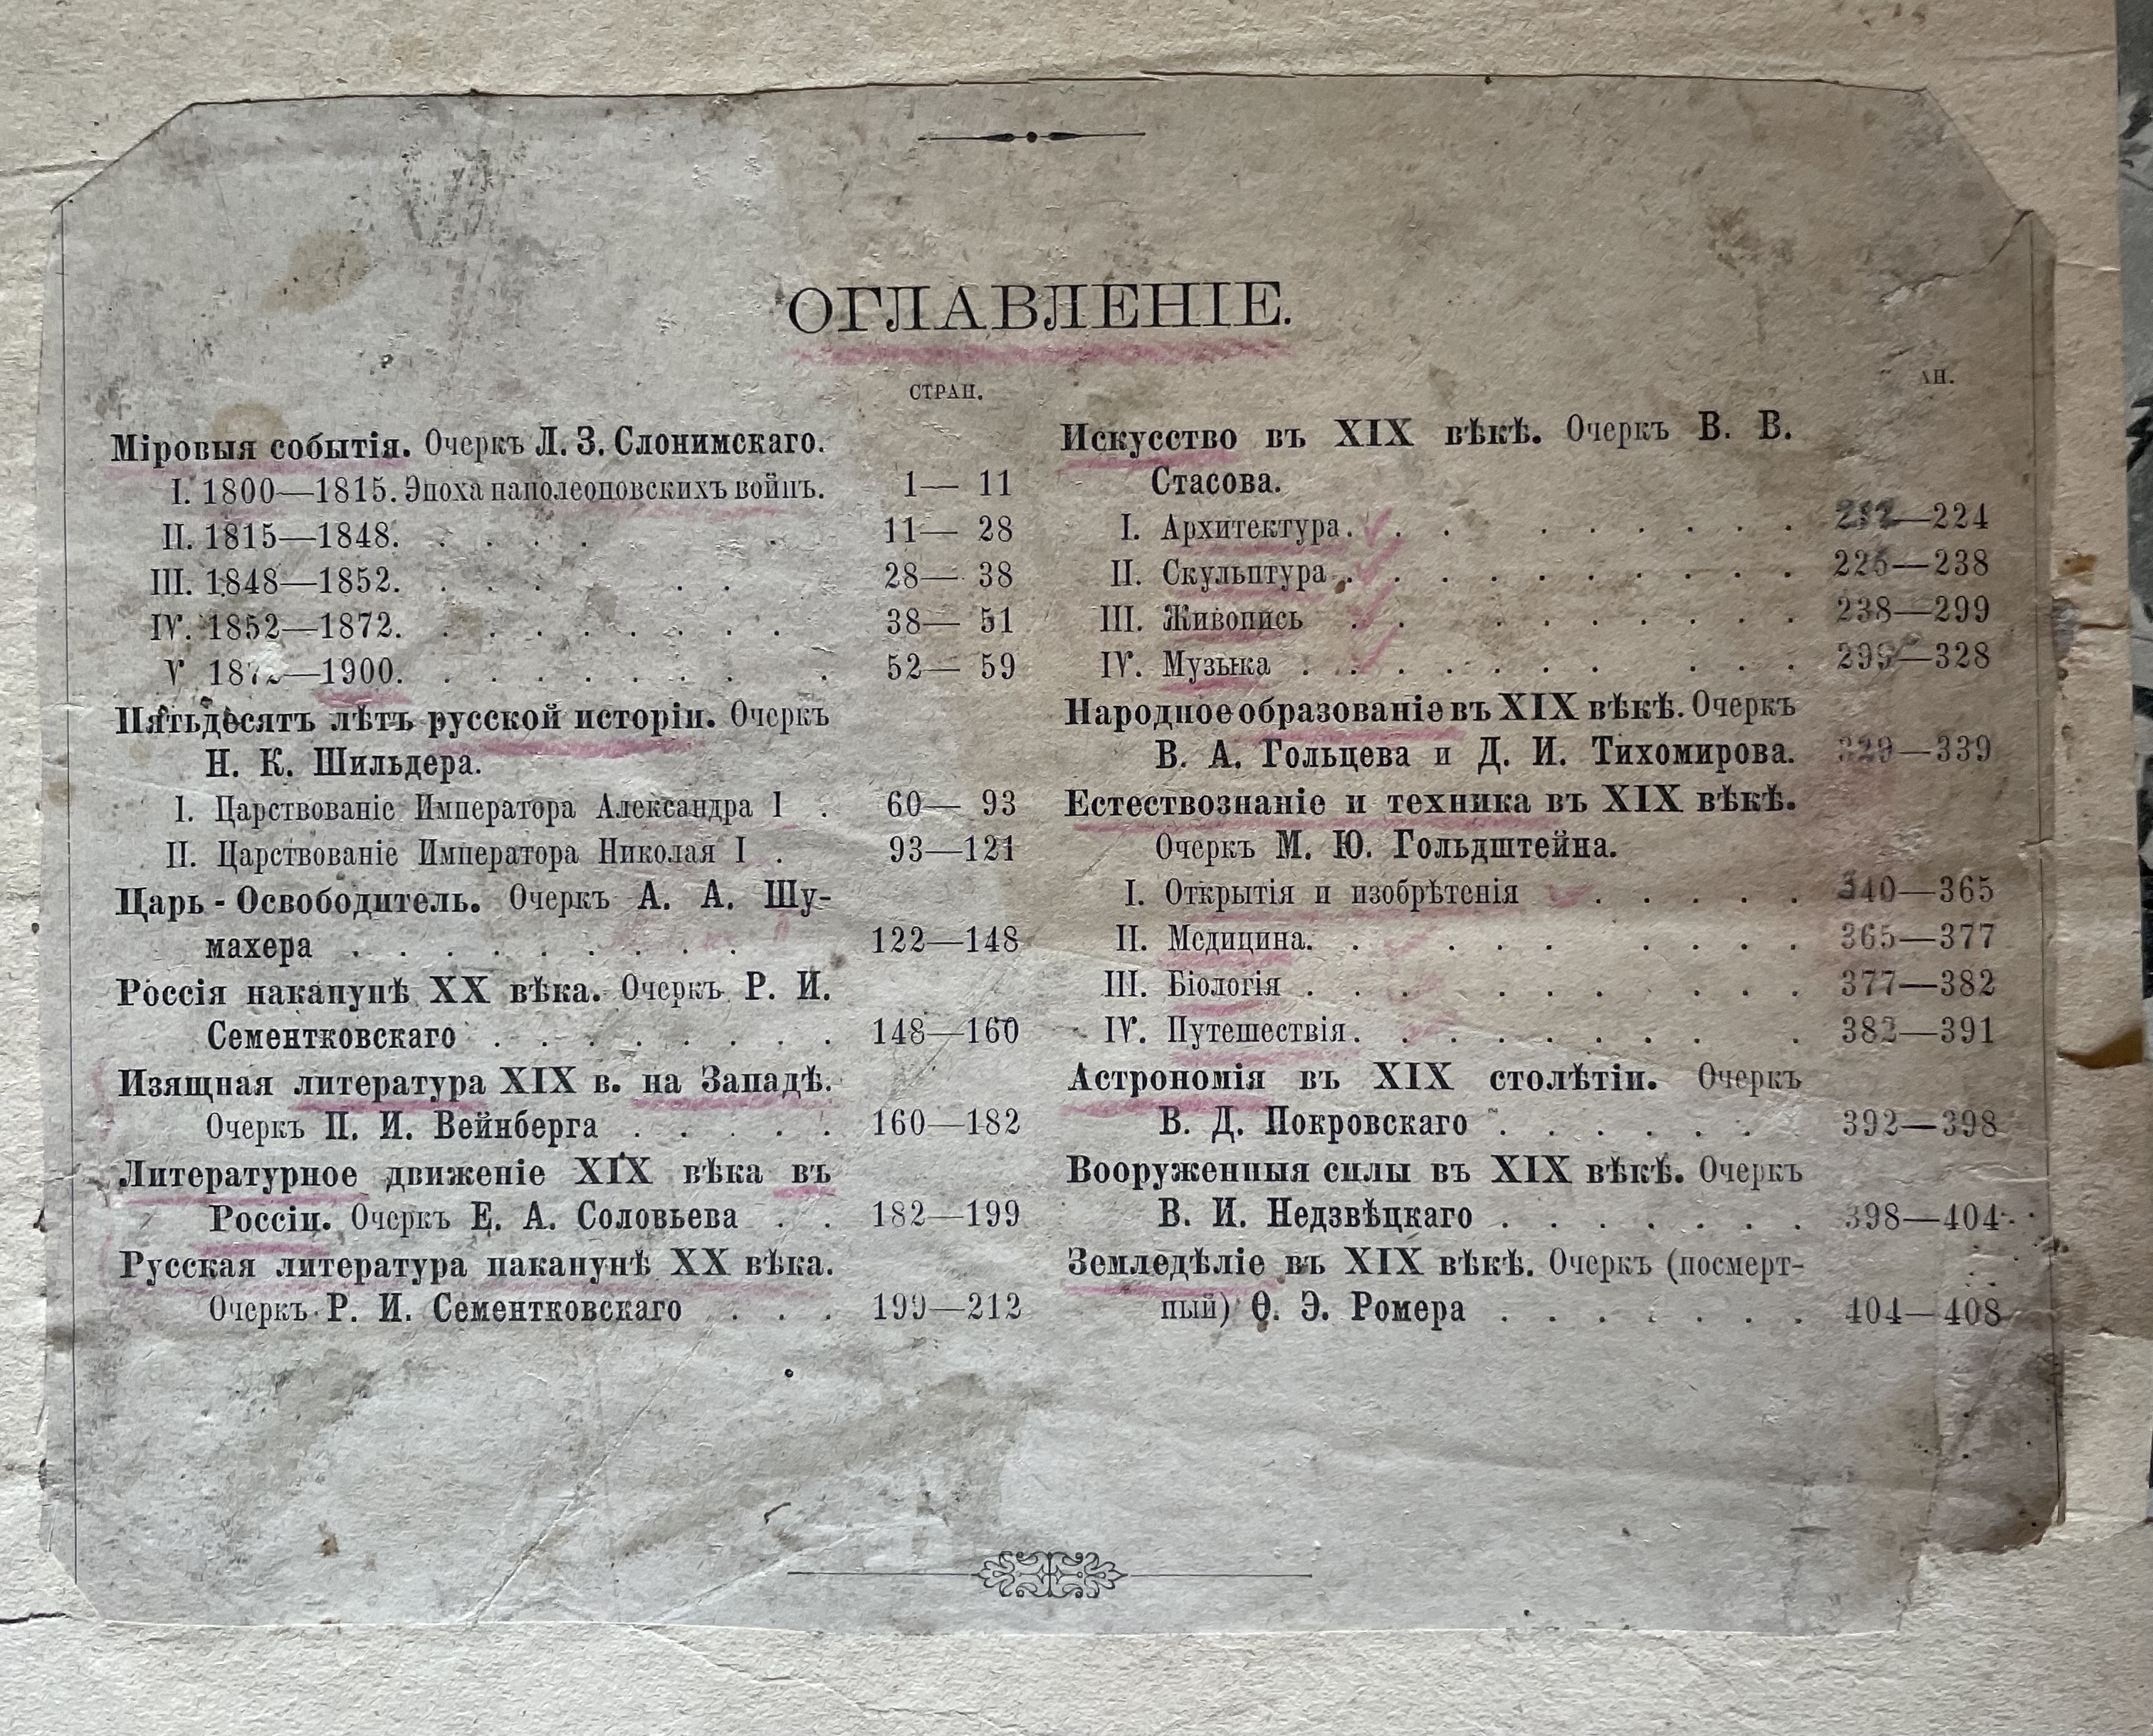 ОГЛАВЛЕНІЕ.
СТРАН.
Міровыя событія. Очеркъ Л. З. Слонимскаго.
I. 1800—1815. Эпоха наполеоновскихъ войнъ. 1— 11
II. 1815—1848. . . . . . 11— 28
III. 1848—1852. . . . 28— 38
IV. 1852—1872. . . . . . . . . 38— 51
V 1872—1900. . . . . . . . 52— 59
Пятьдесятъ лѣтъ русской исторіи. Очеркъ
Н. К. Шильдера.
I. Царствованіе Императора Александра I . 60— 93
II. Царствованіе Императора Николая I . 93—121
Царь - Освободитель. Очеркъ А. А. Шу-
махера . . . . . . . . . 122—148
Россія наканунѣ XX вѣка. Очеркъ Р. И.
Сементковскаго . . . . . . . . 148—160
Изящная литература XIX в. на Западѣ.
Очеркъ П. И. Вейнберга . . . . . 160—182
Литературное движеніе XIX вѣка въ
Россіи. Очеркъ Е. А. Соловьева . . 182—199
Русская литература наканунѣ XX вѣка.
Очеркъ Р. И. Сементковскаго . . . 199—212
АН.
Искусство въ XIX вѣкѣ. Очеркъ В. В.
Стасова.
I. Архитектура. . . . . . . . . 212—224
II. Скульптура . . . . . . . . . . 225—238
III. Живопись . . . . . . . . . 238—299
IV. Музыка . . . . . . . . . . 299—328
Народное образованіе въ XIX вѣкѣ. Очеркъ
В. А. Гольцева и Д. И. Тихомирова. 329—339
Естествознаніе и техника въ XIX вѣкѣ.
Очеркъ М. Ю. Гольдштейна.
I. Открытія и изобрѣтенія . . . . . 340—365
II. Медицина. . . . . . . . . 365—377
III. Біологія . . . . . . . . . . 377—382
IV. Путешествія. . . . . . . . . 382—391
Астрономія въ XIX столѣтіи. Очеркъ
В. Д. Покровскаго . . . . . . 392—398
Вооруженныя силы въ XIX вѣкѣ. Очеркъ
В. И. Недзвѣцкаго . . . . . . . 398—404
Земледѣліе въ XIX вѣкѣ. Очеркъ (посмерт-
ный) Ѳ. Э. Ромера . . . . . . . 404—408